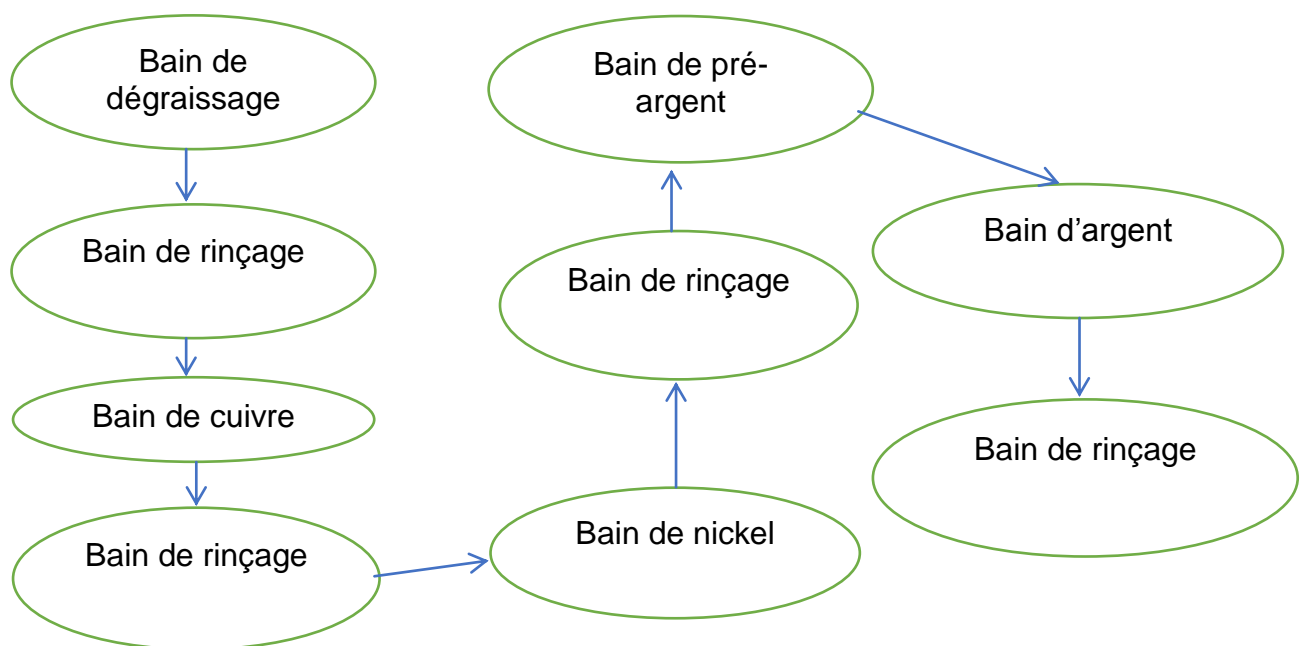 Bain de
dégraissage
Bain de rinçage
Bain de cuivre
Bain de rinçage
Bain de nickel
Bain de rinçage
Bain de pré-
argent
Bain d’argent
Bain de rinçage